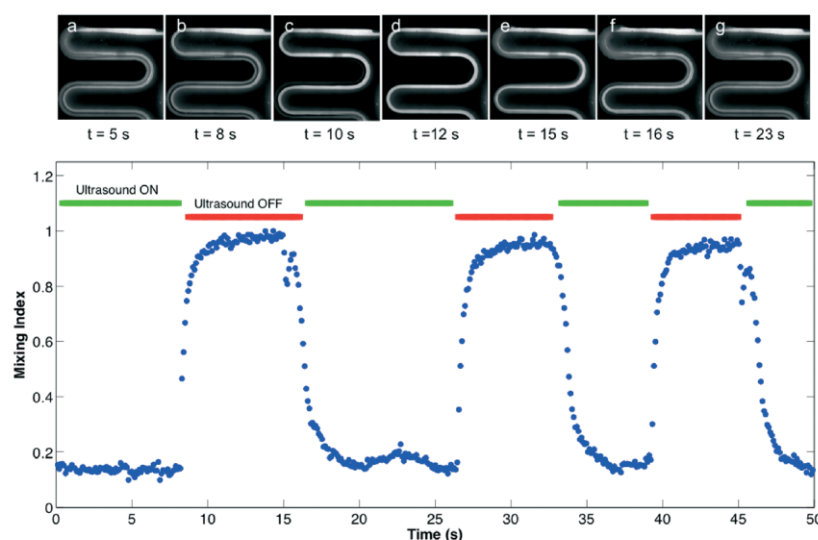 a b c d e f g
t = 5 s t = 8 s t = 10 s t =12 s t = 15 s t = 16 s t = 23 s
1.2
Ultrasound ON
Ultrasound OFF
1
0.8
0.6
0.4
0.2
0
Mixing Index
0 5 10 15 20 25 30 35 40 45 50
Time (s)